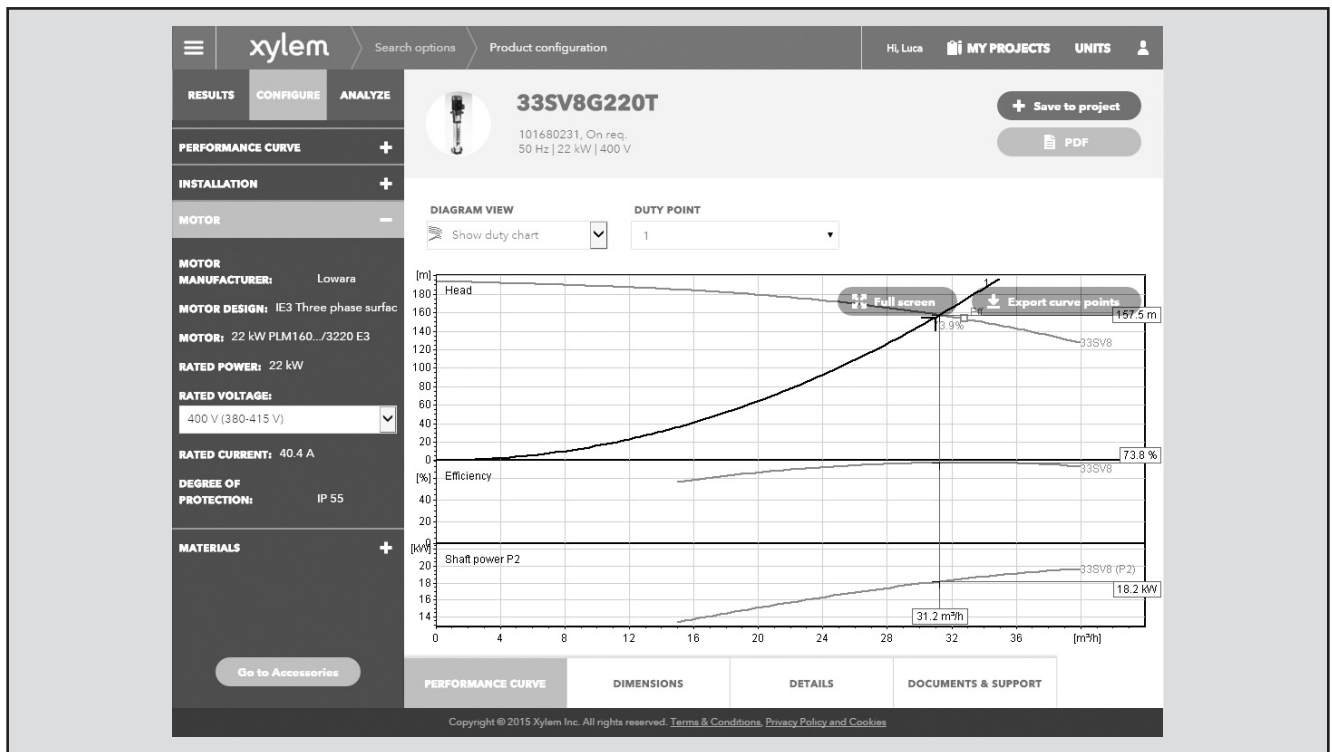 xylem
Search options
Product configuration
Hi, Luca
MY PROJECTS
UNITS
RESULTS
CONFIGURE
ANALYZE
33SV8G220T
101680231, On req.
50 Hz | 22 kW | 400 V
+ Save to project
PDF
PERFORMANCE CURVE +
INSTALLATION +
MOTOR −
MOTOR
MANUFACTURER: Lowara
MOTOR DESIGN: IE3 Three phase surfac
MOTOR: 22 kW PLM160.../3220 E3
RATED POWER: 22 kW
RATED VOLTAGE:
400 V (380-415 V)
RATED CURRENT: 40.4 A
DEGREE OF
PROTECTION: IP 55
MATERIALS +
Go to Accessories
DIAGRAM VIEW
Show duty chart
DUTY POINT
1
[m]
Head
180
160
140
120
100
80
60
40
20
0
1
Full screen
Export curve points
Eff
157.5 m
3.9%
33SV8
73.8 %
[%]
Efficiency
33SV8
40
20
0
[kW]
Shaft power P2
20
18
16
14
33SV8 (P2)
18.2 kW
31.2 m³/h
0 4 8 12 16 20 24 28 32 36 [m³/h]
PERFORMANCE CURVE
DIMENSIONS
DETAILS
DOCUMENTS & SUPPORT
Copyright © 2015 Xylem Inc. All rights reserved. Terms & Conditions, Privacy Policy and Cookies